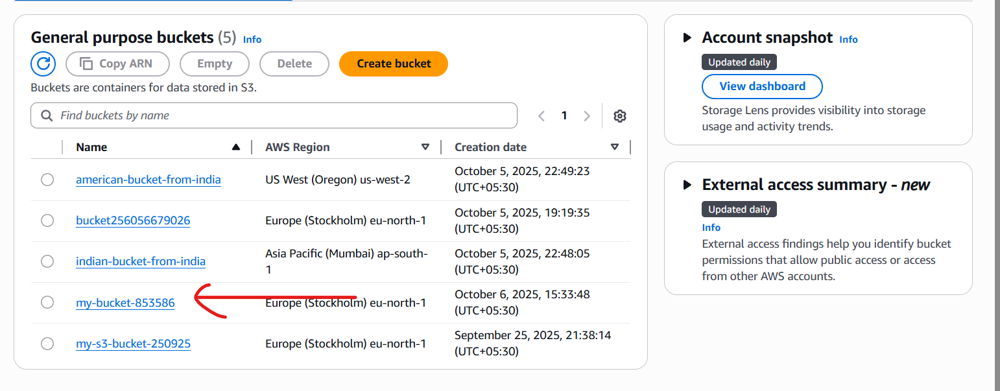 General purpose buckets (5) Info
Copy ARN
Empty
Delete
Create bucket
Buckets are containers for data stored in S3.
Find buckets by name
1
Name
AWS Region
Creation date
american-bucket-from-india
US West (Oregon) us-west-2
October 5, 2025, 22:49:23
(UTC+05:30)
bucket256056679026
Europe (Stockholm) eu-north-1
October 5, 2025, 19:19:35
(UTC+05:30)
indian-bucket-from-india
Asia Pacific (Mumbai) ap-south-
1
October 5, 2025, 22:48:05
(UTC+05:30)
my-bucket-853586
Europe (Stockholm) eu-north-1
October 6, 2025, 15:33:48
(UTC+05:30)
my-s3-bucket-250925
Europe (Stockholm) eu-north-1
September 25, 2025, 21:38:14
(UTC+05:30)
Account snapshot Info
Updated daily
View dashboard
Storage Lens provides visibility into storage
usage and activity trends.
External access summary - new
Updated daily
Info
External access findings help you identify bucket
permissions that allow public access or access
from other AWS accounts.